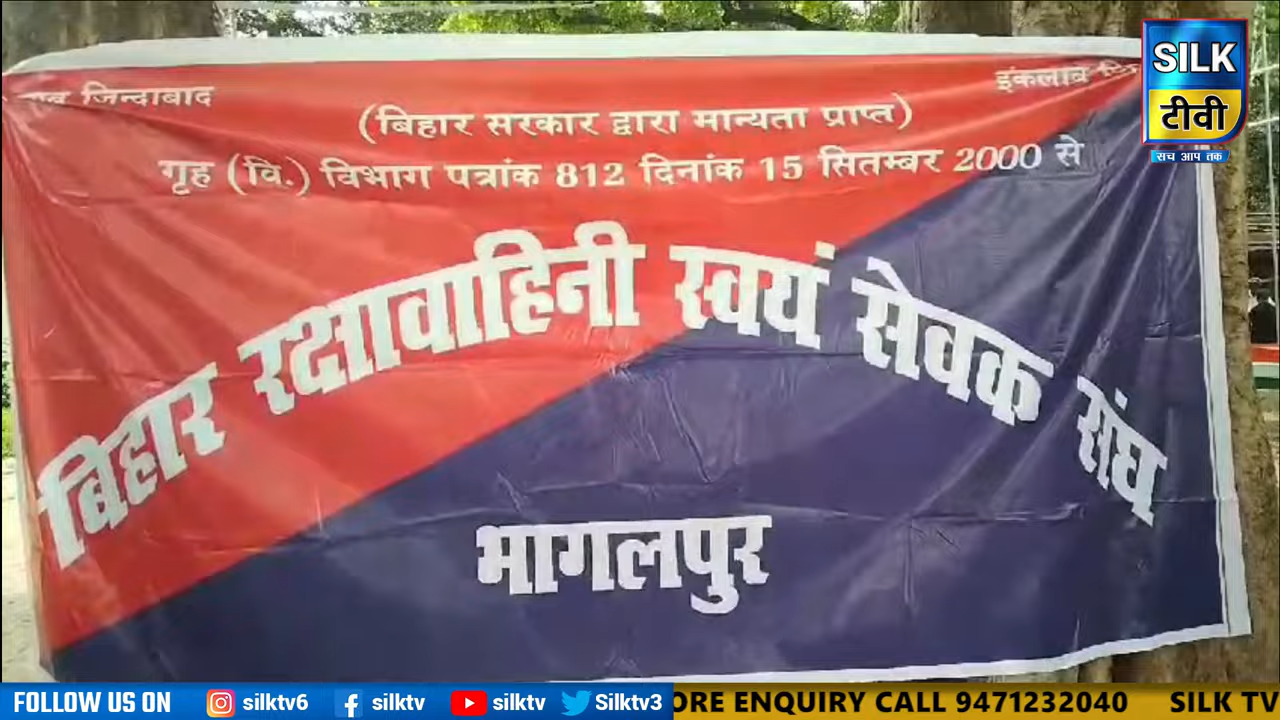 जिन्दाबाद
इंकलाब
(बिहार सरकार द्वारा मान्यता प्राप्त)
गृह (वि.) विभाग पत्रांक 812 दिनांक 15 सितम्बर 2000 से
बिहार रक्षावाहिनी स्वयं सेवक संघ
भागलपुर
SILK
टीवी
सच आप तक
FOLLOW US ON silktv6 silktv silktv Silktv3 ORE ENQUIRY CALL 9471232040 SILK TV